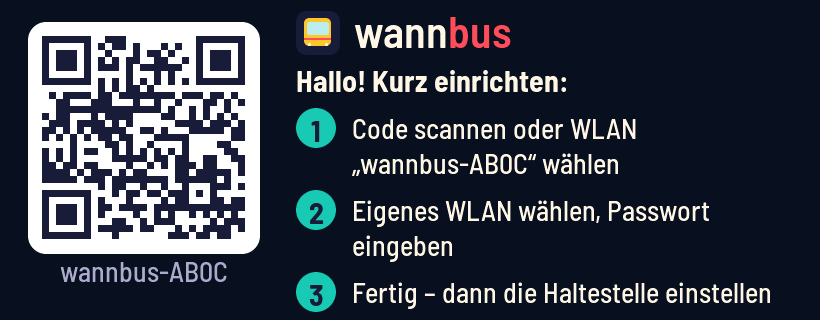 wannbus
Hallo! Kurz einrichten:
1 Code scannen oder WLAN
„wannbus-AB0C“ wählen
2 Eigenes WLAN wählen, Passwort
eingeben
3 Fertig – dann die Haltestelle einstellen
wannbus-AB0C